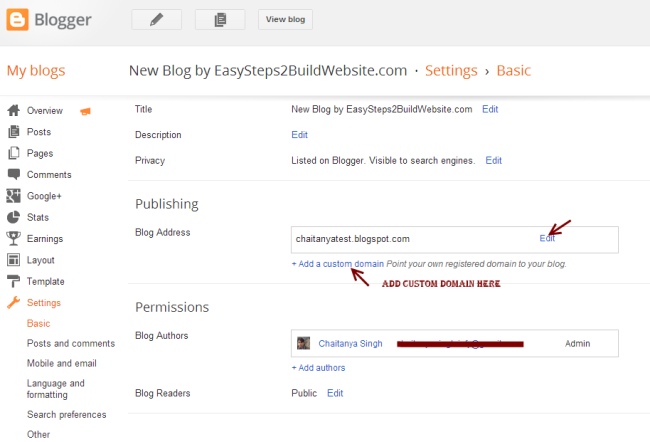 Blogger
View blog
My blogs
New Blog by EasySteps2BuildWebsite.com · Settings › Basic
Overview
Posts
Pages
Comments
Google+
Stats
Earnings
Layout
Template
Settings
Basic
Posts and comments
Mobile and email
Language and
formatting
Search preferences
Other
Title New Blog by EasySteps2BuildWebsite.com Edit
Description Edit
Privacy Listed on Blogger. Visible to search engines. Edit
Publishing
Blog Address chaitanyatest.blogspot.com Edit
+ Add a custom domain Point your own registered domain to your blog.
ADD CUSTOM DOMAIN HERE
Permissions
Blog Authors Chaitanya Singh Admin
+ Add authors
Blog Readers Public Edit